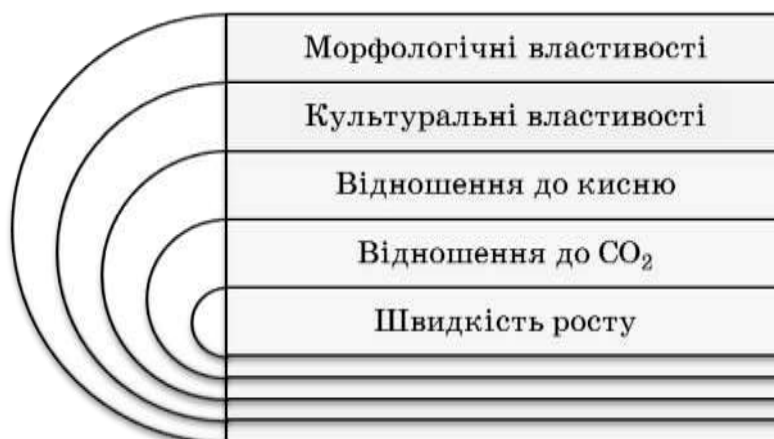 Морфологічні властивості
Культуральні властивості
Відношення до кисню
Відношення до CO₂
Швидкість росту